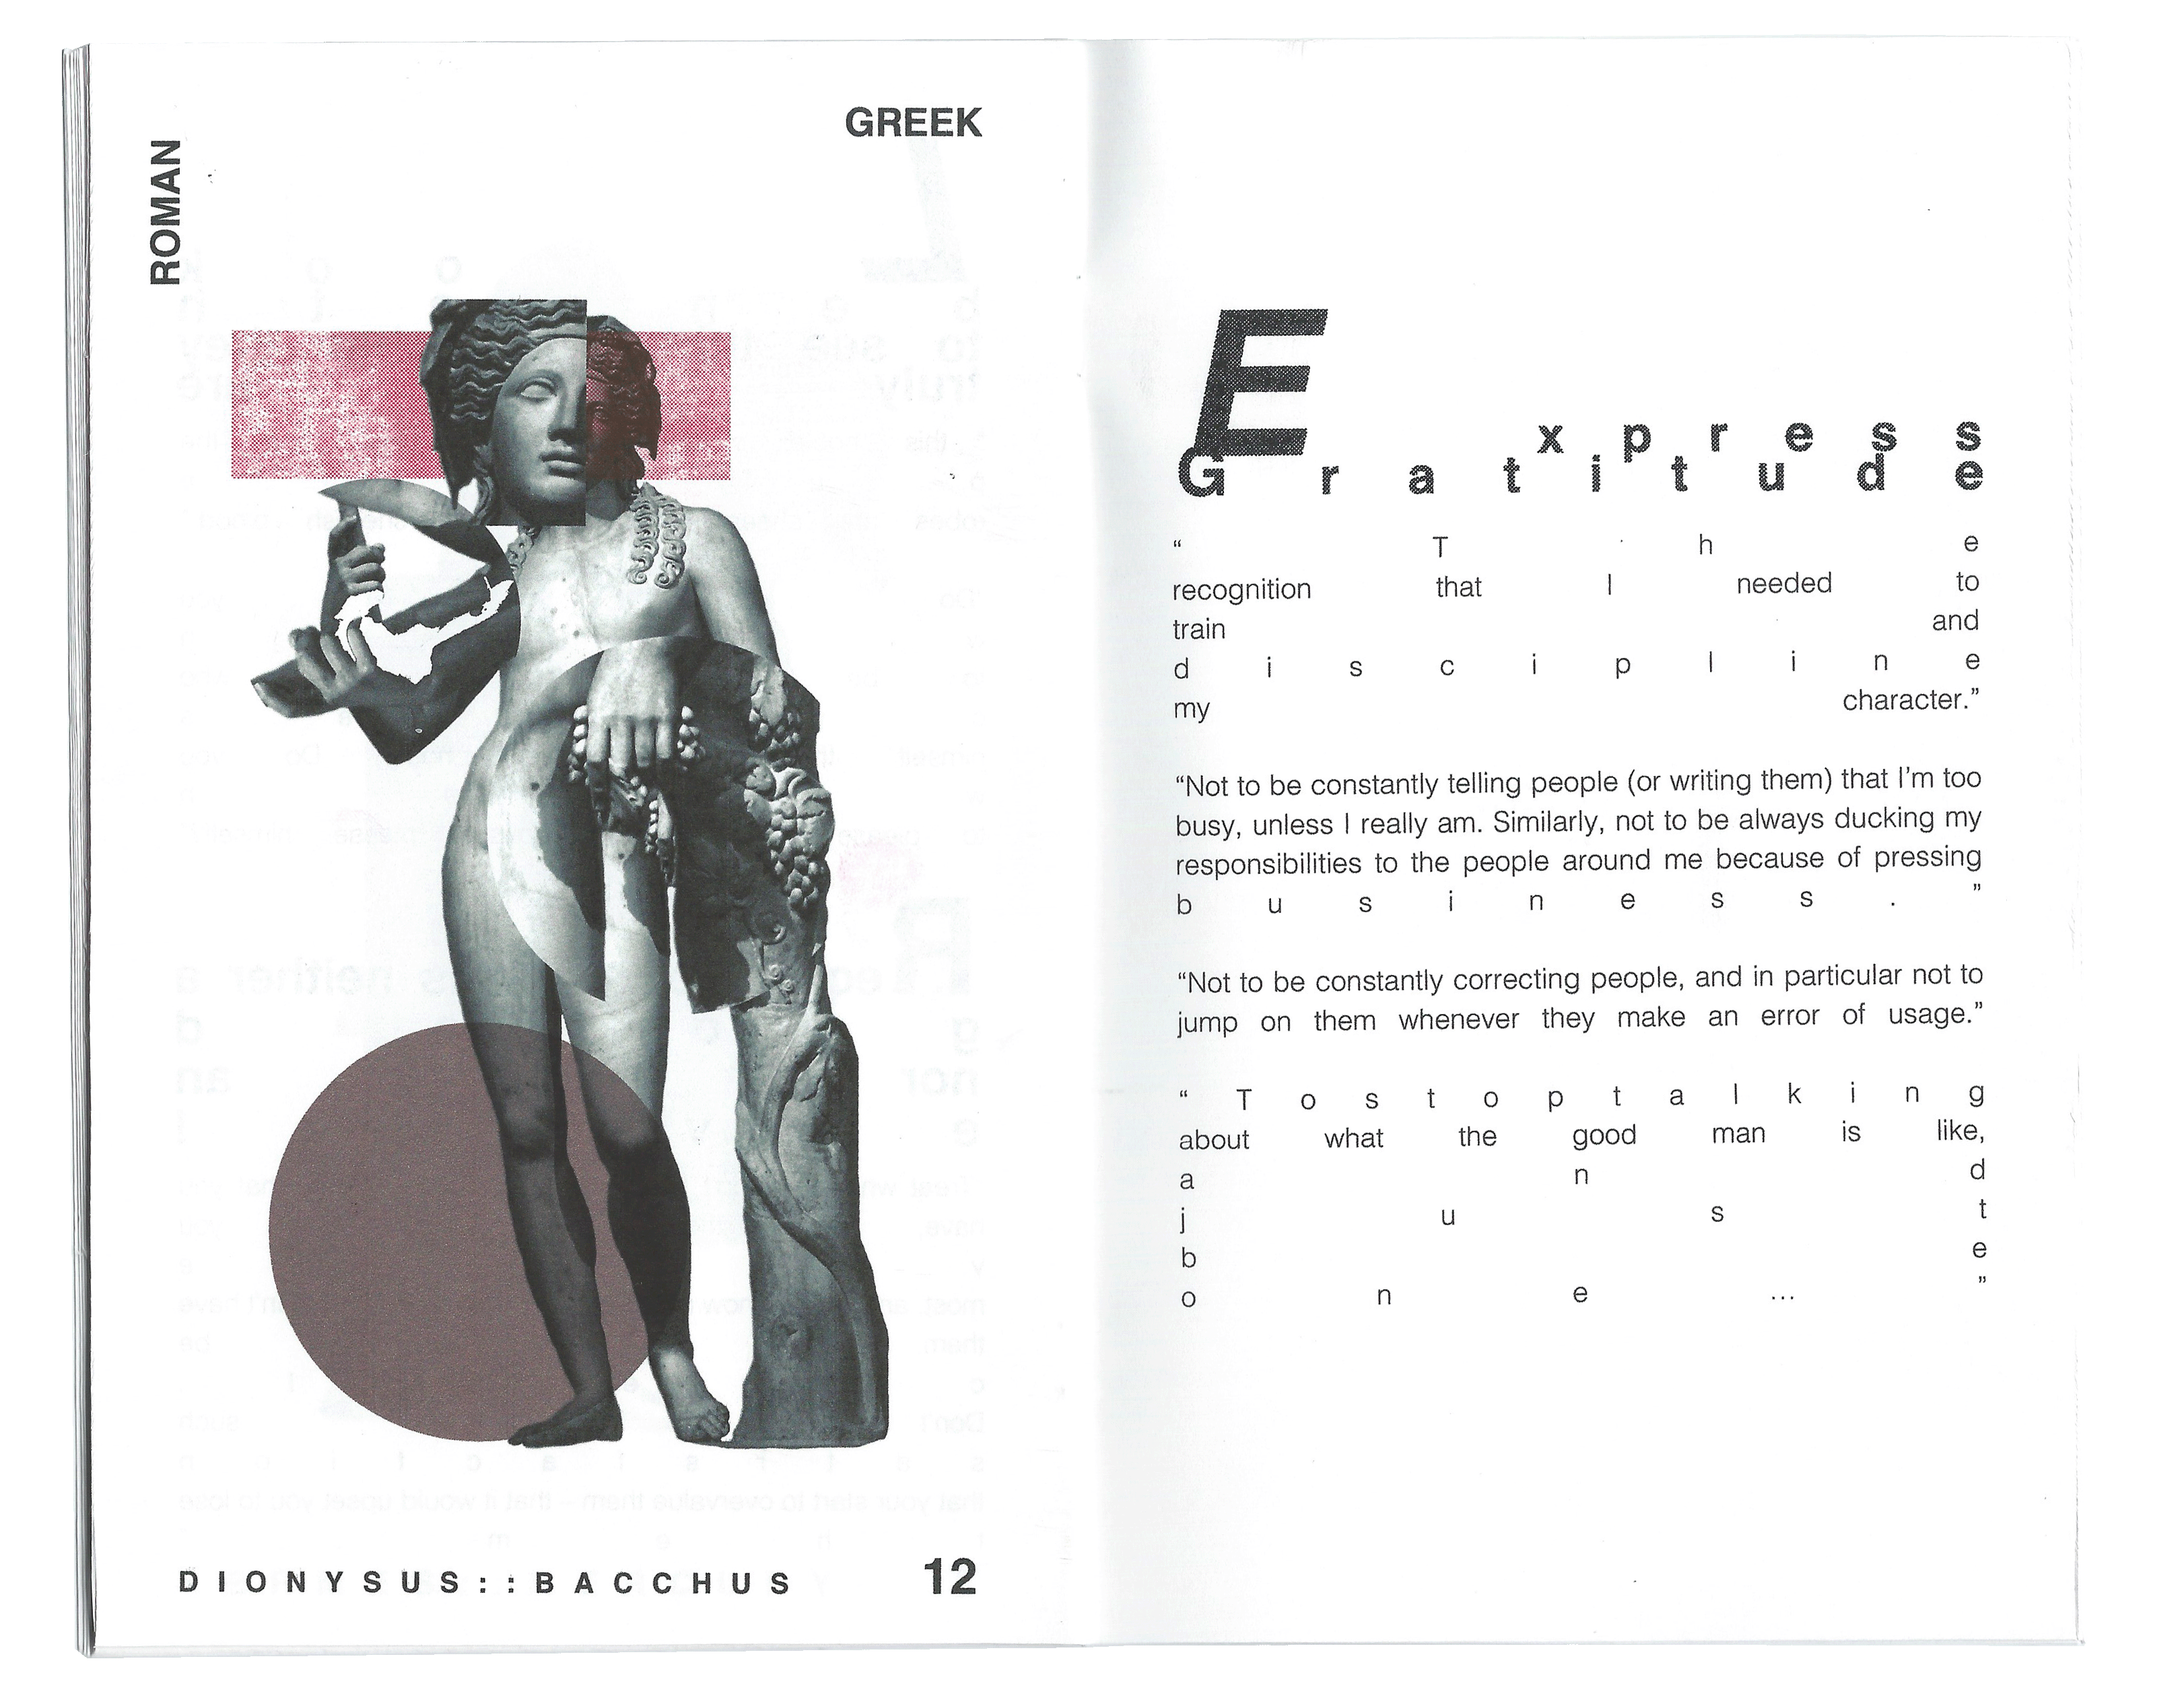 GREEK
ROMAN
DIONYSUS::BACCHUS
12
Express
Gratitude
“The
recognition that I needed to
train and
discipline
my character.”
“Not to be constantly telling people (or writing them) that I’m too
busy, unless I really am. Similarly, not to be always ducking my
responsibilities to the people around me because of pressing
business.”
“Not to be constantly correcting people, and in particular not to
jump on them whenever they make an error of usage.”
“Tostoptalking
about what the good man is like,
and
just
be
one...”